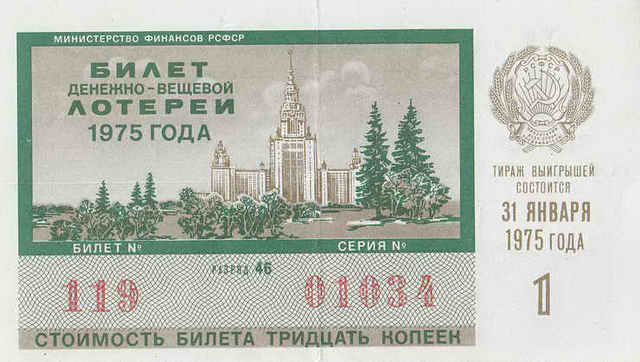 МИНИСТЕРСТВО ФИНАНСОВ РСФСР
БИЛЕТ
ДЕНЕЖНО-ВЕЩЕВОЙ
ЛОТЕРЕИ
1975 ГОДА
РСФСР
ТИРАЖ ВЫИГРЫШЕЙ
СОСТОИТСЯ
31 ЯНВАРЯ
1975 ГОДА
1
БИЛЕТ № СЕРИЯ №
РАЗРЯД 46
119 01034
СТОИМОСТЬ БИЛЕТА ТРИДЦАТЬ КОПЕЕК